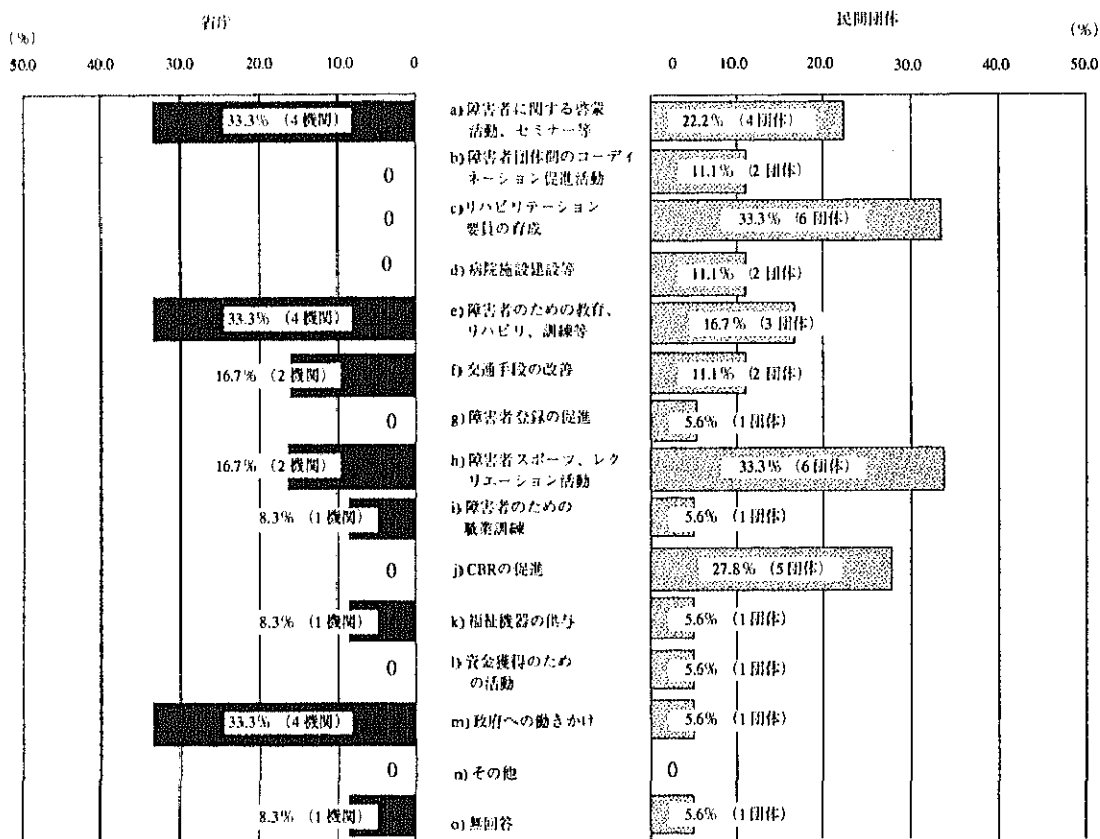 省庁
民間団体
(%)
(%)
50.0 40.0 30.0 20.0 10.0 0
0 10.0 20.0 30.0 40.0 50.0
33.3% (4 機関)
a) 障害者に関する啓蒙
活動、セミナー等
22.2% (4 団体)
0
b) 障害者団体間のコーディ
ネーション促進活動
11.1% (2 団体)
0
c) リハビリテーション
要員の育成
33.3% (6 団体)
0
d) 病院施設建設等
11.1% (2 団体)
33.3% (4 機関)
e) 障害者のための教育、
リハビリ、訓練等
16.7% (3 団体)
16.7% (2 機関)
f) 交通手段の改善
11.1% (2 団体)
0
g) 障害者登録の促進
5.6% (1 団体)
16.7% (2 機関)
h) 障害者スポーツ、レク
リエーション活動
33.3% (6 団体)
8.3% (1 機関)
i) 障害者のための
職業訓練
5.6% (1 団体)
0
j) CBRの促進
27.8% (5 団体)
8.3% (1 機関)
k) 福祉機器の供与
5.6% (1 団体)
0
l) 資金獲得のため
の活動
5.6% (1 団体)
33.3% (4 機関)
m) 政府への働きかけ
5.6% (1 団体)
0
n) その他
0
8.3% (1 機関)
o) 無回答
5.6% (1 団体)